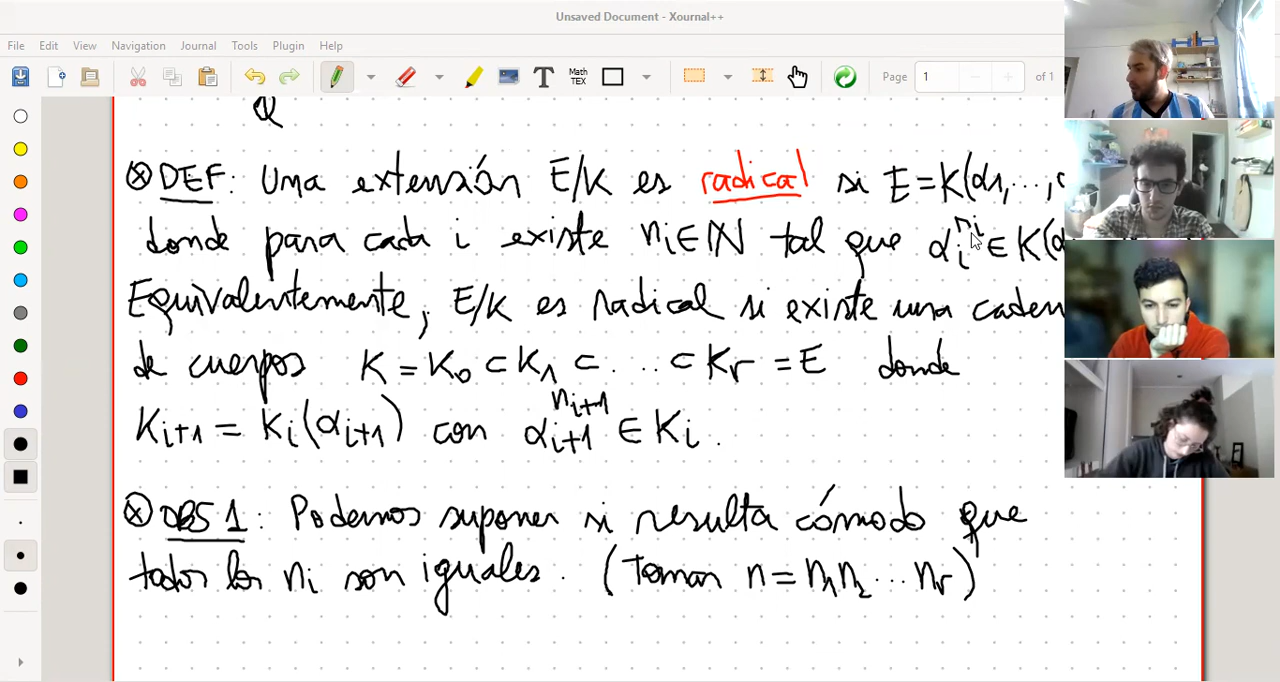 Unsaved Document - Xournal++
File Edit View Navigation Journal Tools Plugin Help
Math TEX Page 1 of 1
Q
⊗ DEF: Una extensión E/K es radical si E = K(α1, ...,
donde para cada i existe ni ∈ ℕ tal que αi^ni ∈ K(α
Equivalentemente, E/K es radical si existe una caden
de cuerpos K = K0 ⊂ K1 ⊂ ... ⊂ Kr = E donde
Ki+1 = Ki(αi+1) con αi+1^ni+1 ∈ Ki.
⊗ OBS 1: Podemos suponer si resulta cómodo que
todos los ni son iguales. (Tomar n = n1n2 ... nr)